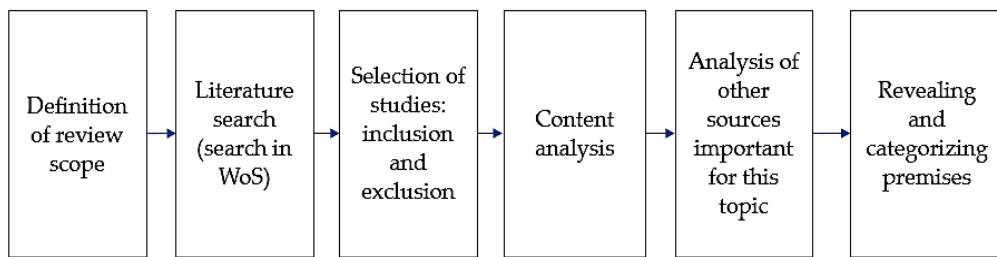 Definition
of review
scope
Literature
search
(search in
WoS)
Selection of
studies:
inclusion
and
exclusion
Content
analysis
Analysis of
other
sources
important
for this
topic
Revealing
and
categorizing
premises